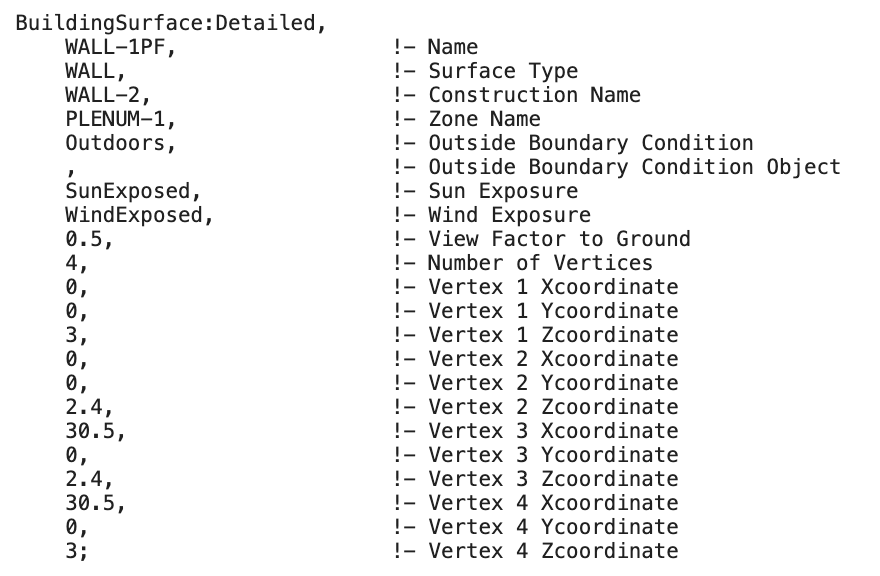 BuildingSurface:Detailed,
    WALL-1PF,                 !- Name
    WALL,                     !- Surface Type
    WALL-2,                   !- Construction Name
    PLENUM-1,                 !- Zone Name
    Outdoors,                 !- Outside Boundary Condition
    ,                         !- Outside Boundary Condition Object
    SunExposed,               !- Sun Exposure
    WindExposed,              !- Wind Exposure
    0.5,                      !- View Factor to Ground
    4,                        !- Number of Vertices
    0,                        !- Vertex 1 Xcoordinate
    0,                        !- Vertex 1 Ycoordinate
    3,                        !- Vertex 1 Zcoordinate
    0,                        !- Vertex 2 Xcoordinate
    0,                        !- Vertex 2 Ycoordinate
    2.4,                      !- Vertex 2 Zcoordinate
    30.5,                     !- Vertex 3 Xcoordinate
    0,                        !- Vertex 3 Ycoordinate
    2.4,                      !- Vertex 3 Zcoordinate
    30.5,                     !- Vertex 4 Xcoordinate
    0,                        !- Vertex 4 Ycoordinate
    3;                        !- Vertex 4 Zcoordinate